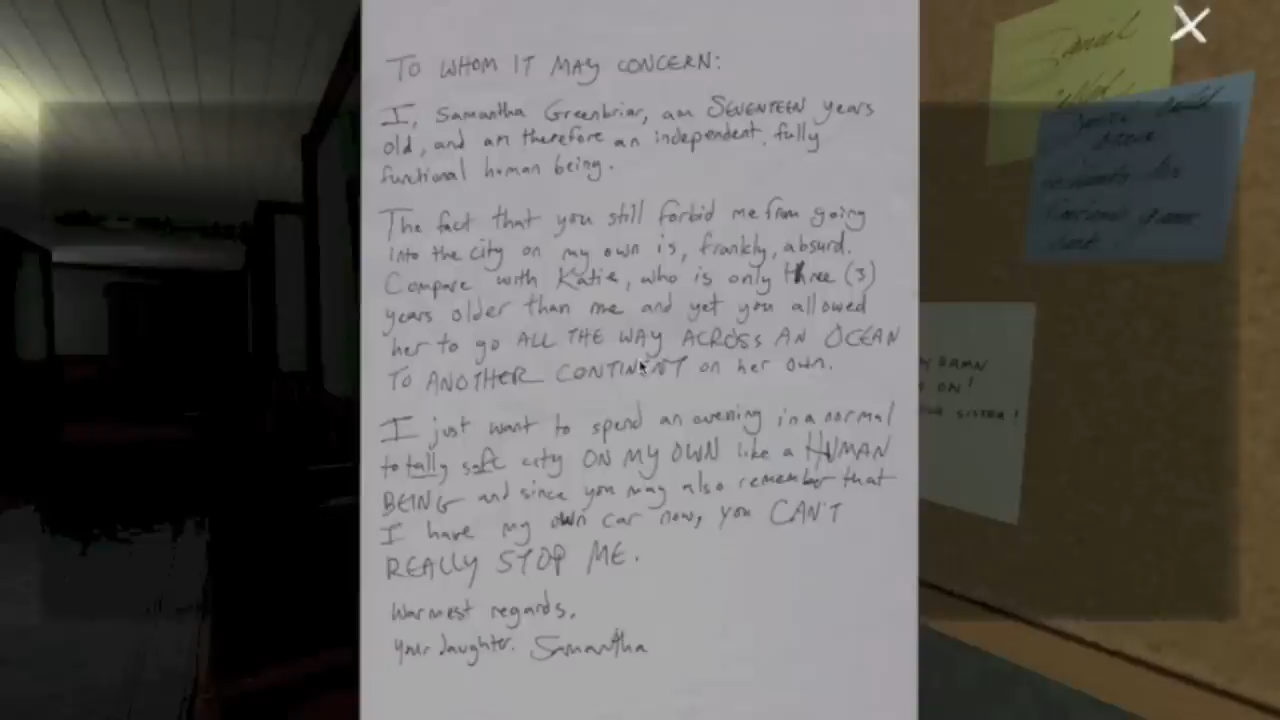 TO WHOM IT MAY CONCERN:
I, Samantha Greenbriar, am SEVENTEEN years
old, and am therefore an independent, fully
functional human being.
The fact that you still forbid me from going
into the city on my own is, frankly, absurd.
Compare with Katie, who is only three (3)
years older than me and yet you allowed
her to go ALL THE WAY ACROSS AN OCEAN
TO ANOTHER CONTINENT on her own.
I just want to spend an evening in a normal
totally safe city ON MY OWN like a HUMAN
BEING and since you may also remember that
I have my own car now, you CAN'T
REALLY STOP ME.
Warmest regards,
Your daughter, Samantha
Daniel
DAMN
ON!
SISTER!